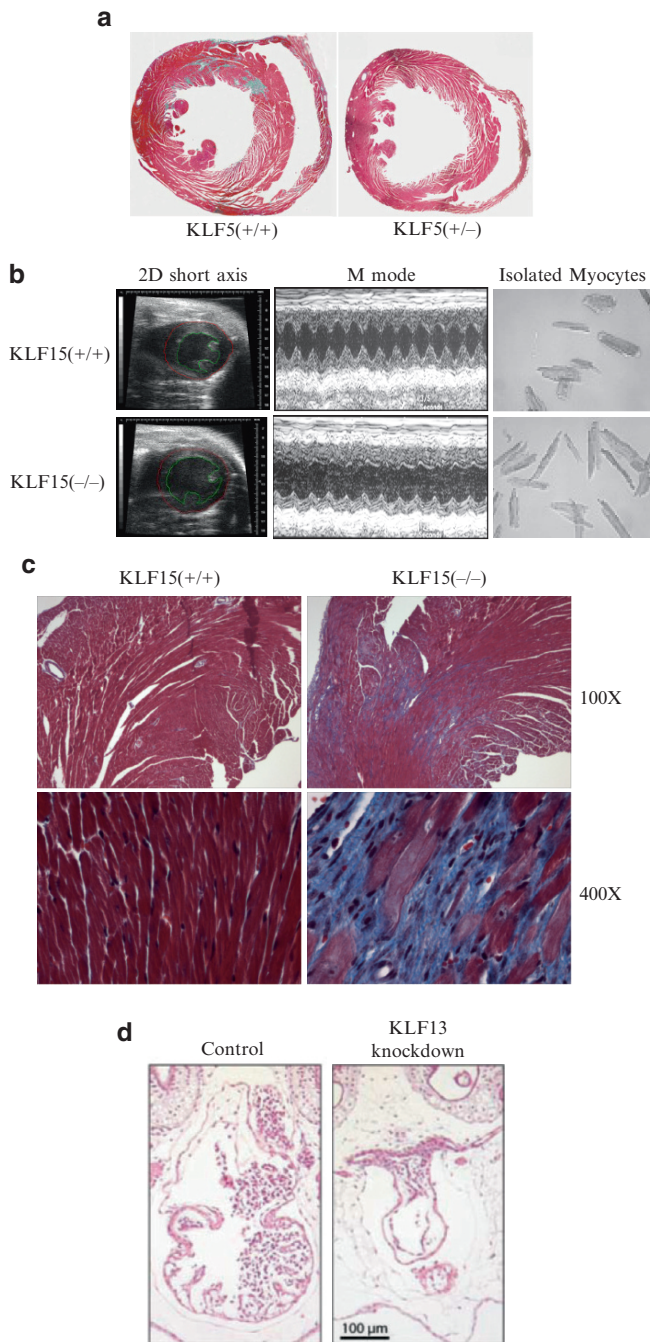 a
KLF5(+/+)
KLF5(+/–)
b
2D short axis
M mode
Isolated Myocytes
KLF15(+/+)
KLF15(–/–)
c
KLF15(+/+)
KLF15(–/–)
100X
400X
d
Control
KLF13
knockdown
100 µm